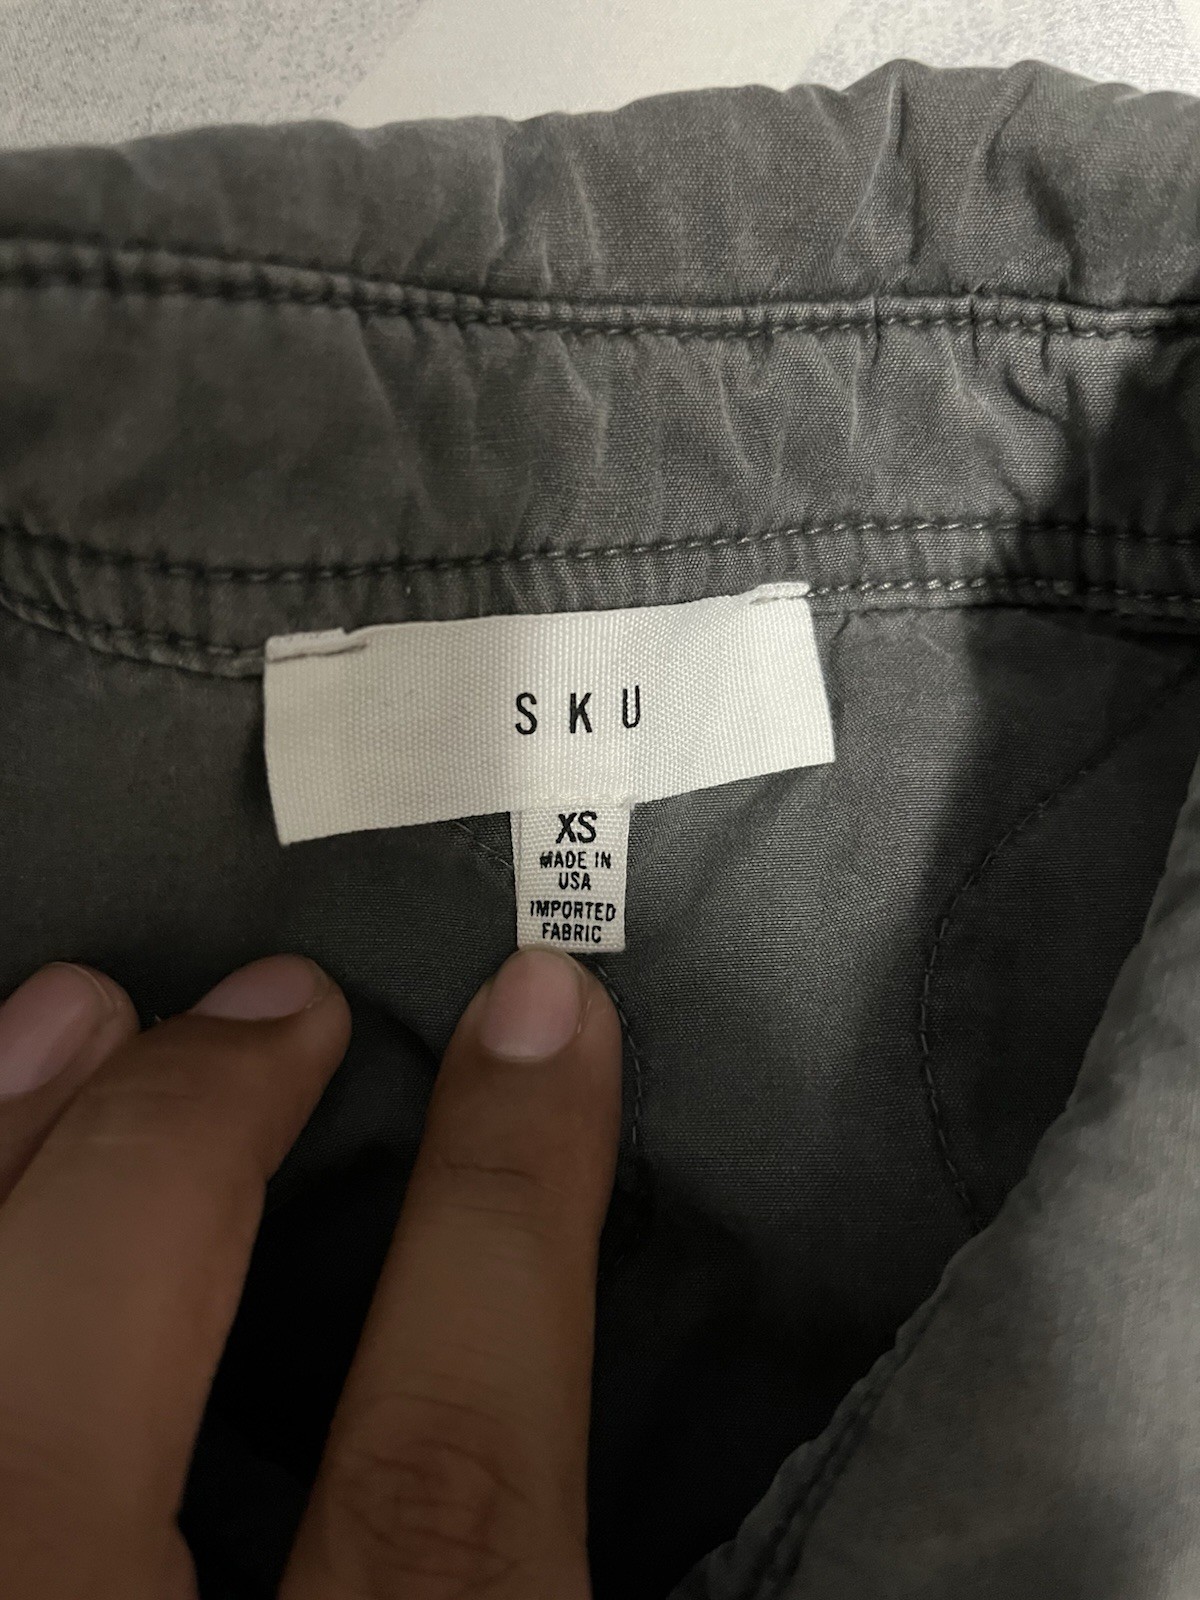 SKU
XS
MADE IN
USA
IMPORTED
FABRIC